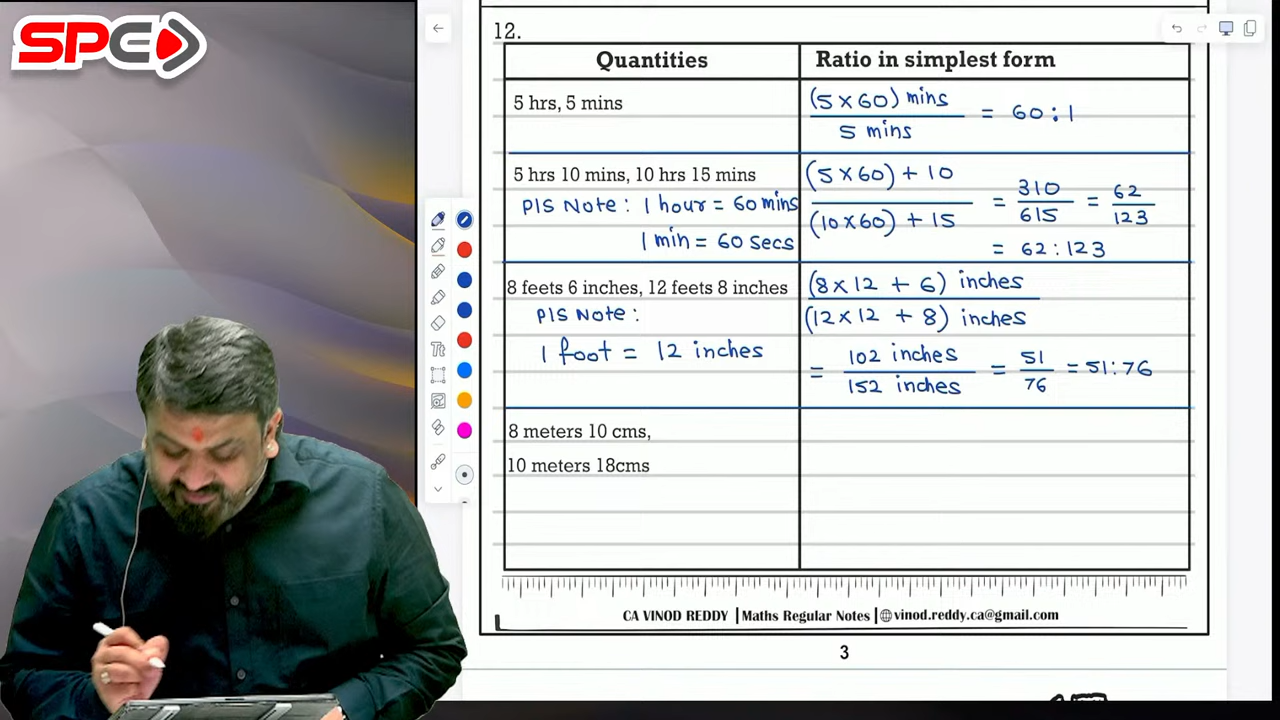 SPED
12.
Quantities
Ratio in simplest form
5 hrs, 5 mins
(5 x 60) mins
5 mins
= 60 : 1
5 hrs 10 mins, 10 hrs 15 mins
Pls Note : 1 hour = 60 mins
1 min = 60 secs
(5 x 60) + 10
(10 x 60) + 15
= 310
615
= 62
123
= 62 : 123
8 feets 6 inches, 12 feets 8 inches
Pls Note :
1 foot = 12 inches
(8 x 12 + 6) inches
(12 x 12 + 8) inches
= 102 inches
152 inches
= 51
76
= 51 : 76
8 meters 10 cms,
10 meters 18cms
Tt
CA VINOD REDDY | Maths Regular Notes | vinod.reddy.ca@gmail.com
3